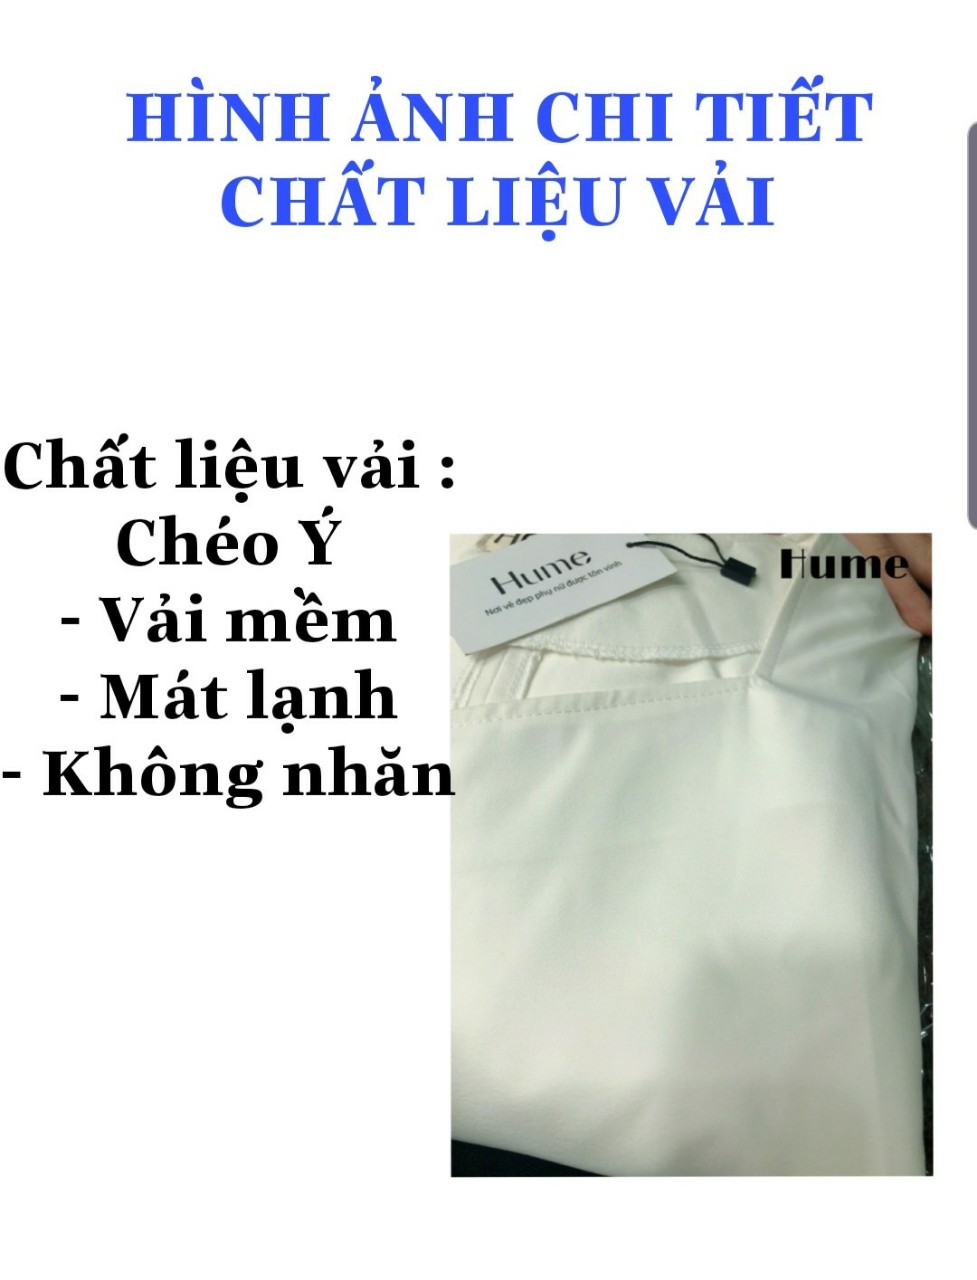 HÌNH ẢNH CHI TIẾT
CHẤT LIỆU VẢI
Chất liệu vải :
Chéo Ý
- Vải mềm
- Mát lạnh
- Không nhăn
Hume
Nơi vẻ đẹp phụ nữ được tôn vinh
Hume